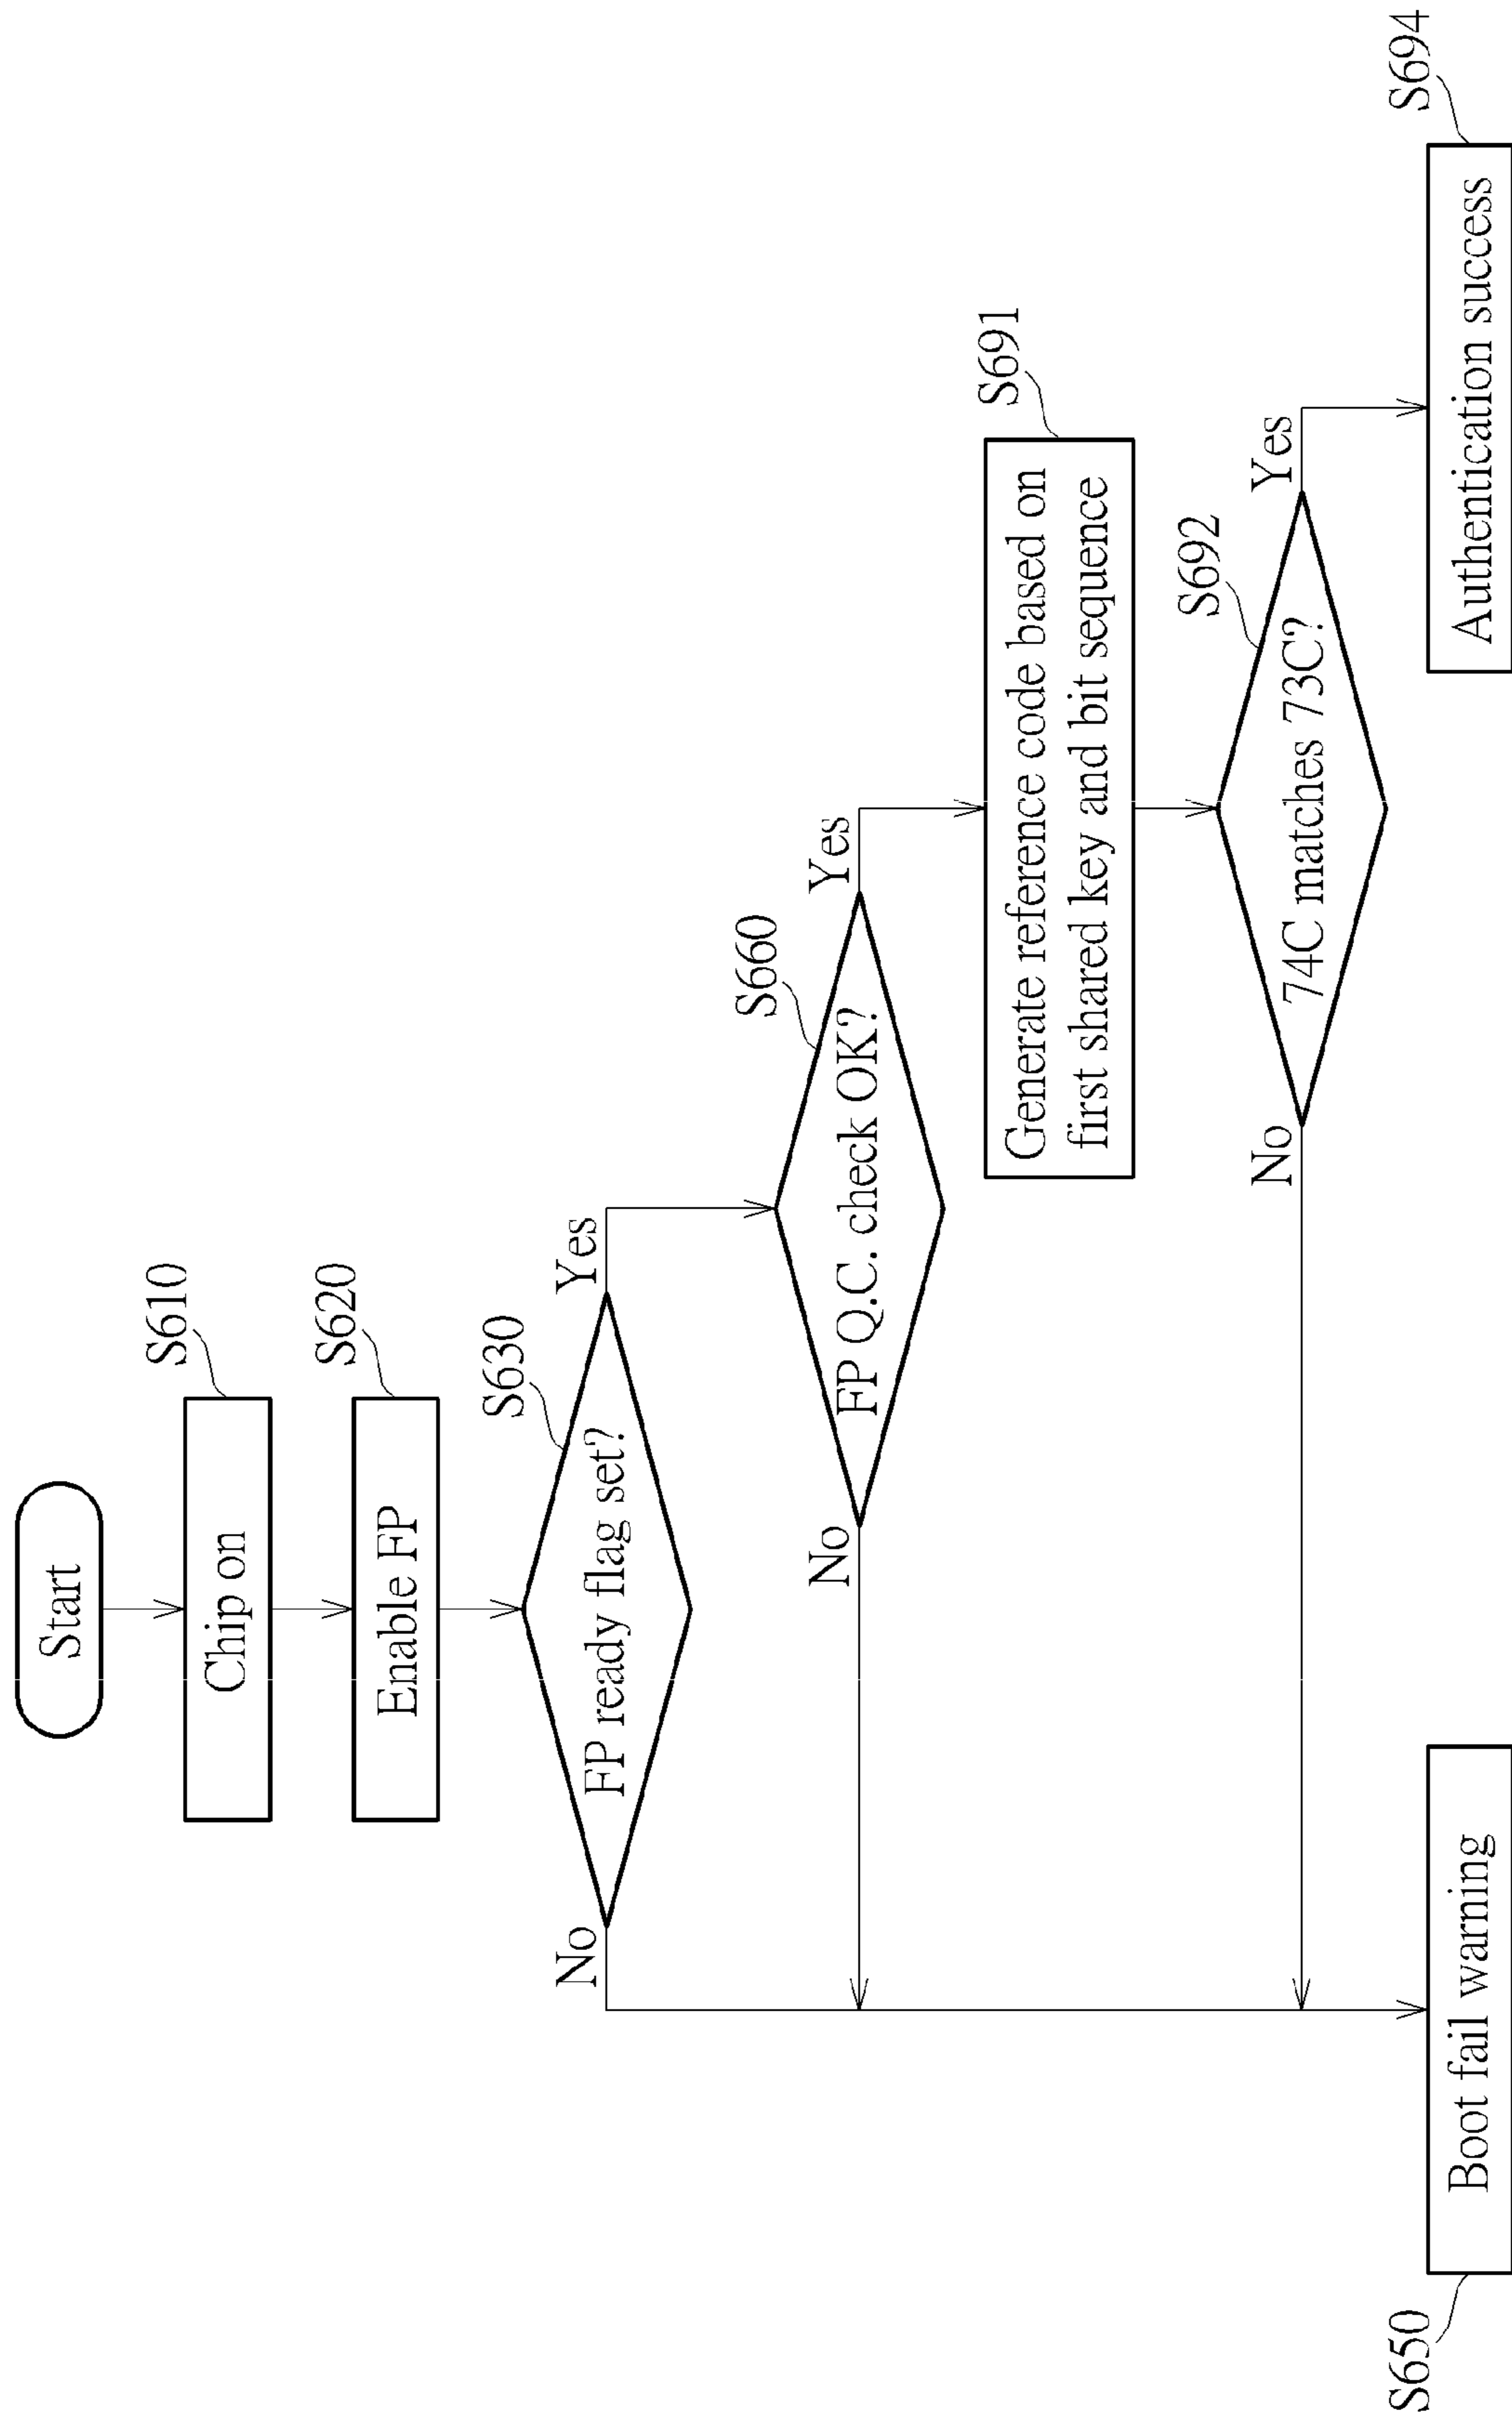 Start
S610
Chip on
S620
Enable FP
S630
FP ready flag set?
No
Yes
S660
FP Q.C. check OK?
No
Yes
S691
Generate reference code based on
first shared key and bit sequence
S692
74C matches 73C?
No
Yes
S650
Boot fail warning
S694
Authentication success